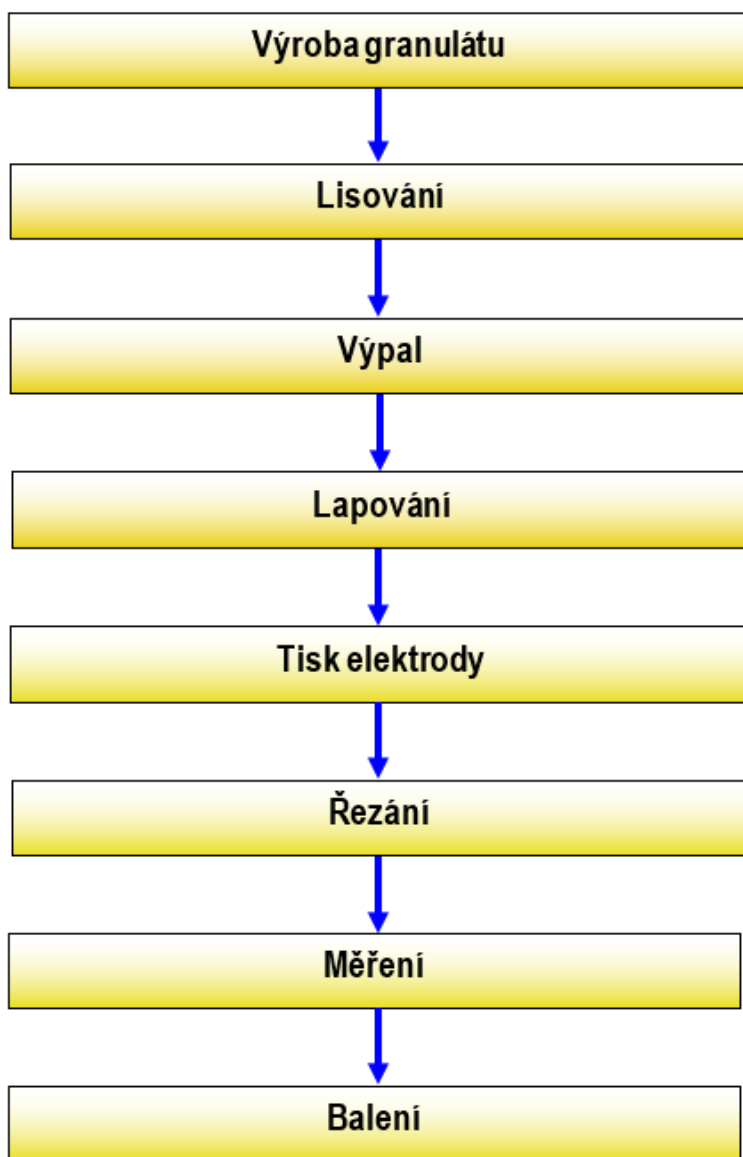 Výroba granulátu
Lisování
Výpal
Lapování
Tisk elektrody
Řezání
Měření
Balení